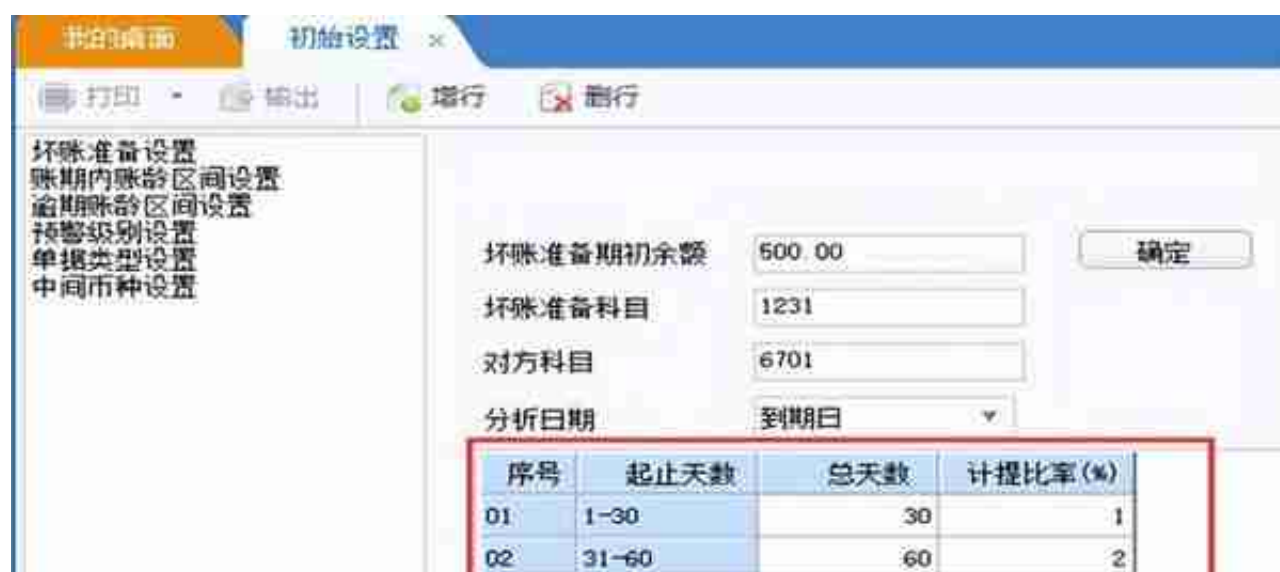 我的桌面 初始设置 ×
打印 输出 增行 删行
坏账准备设置
账期内账龄区间设置
逾期账龄区间设置
预警级别设置
单据类型设置
中间币种设置
坏账准备期初余额 500.00 确定
坏账准备科目 1231
对方科目 6701
分析日期 到期日
序号 起止天数 总天数 计提比率(%)
01 1-30 30 1
02 31-60 60 2